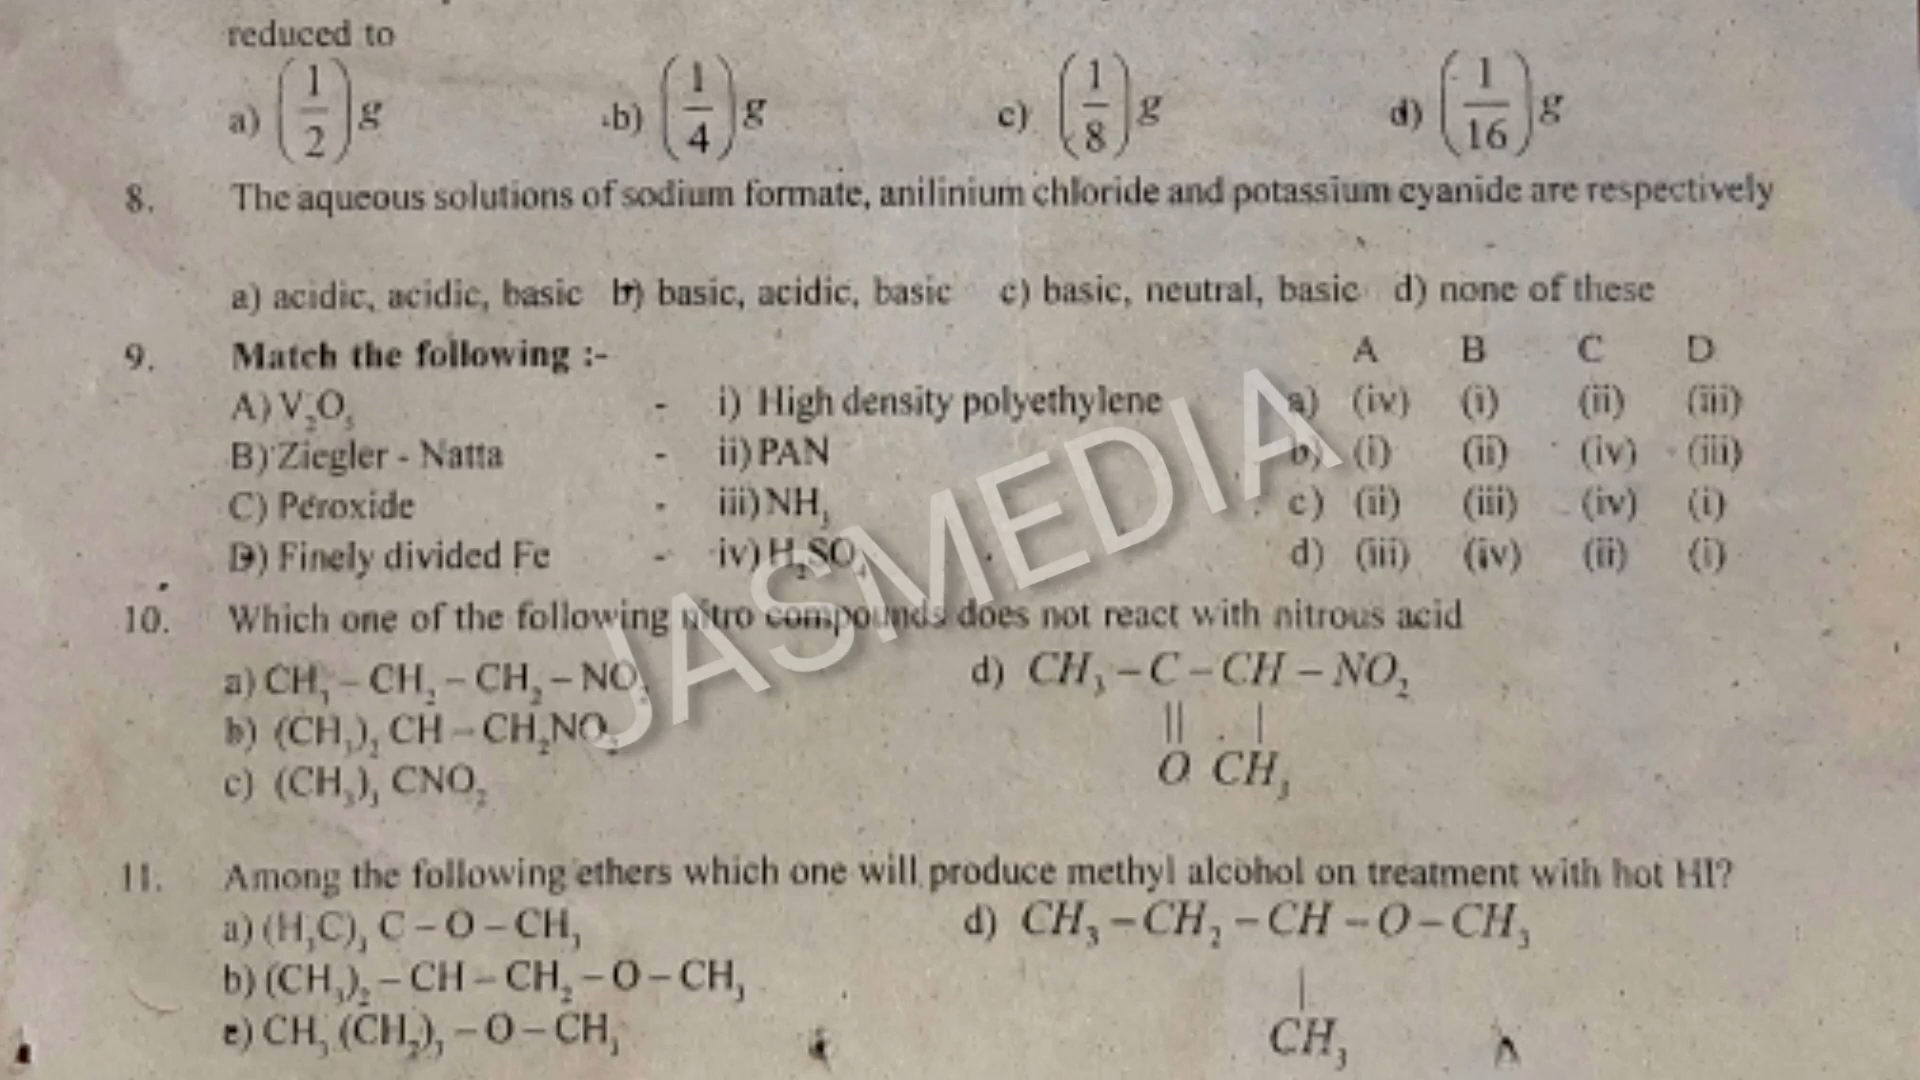 reduced to
a) (1/2) g b) (1/4) g c) (1/8) g d) (1/16) g
8. The aqueous solutions of sodium formate, anilinium chloride and potassium cyanide are respectively
a) acidic, acidic, basic b) basic, acidic, basic c) basic, neutral, basic d) none of these
9. Match the following :- A B C D
A) V₂O₅ - i) High density polyethylene a) (iv) (i) (ii) (iii)
B) Ziegler - Natta - ii) PAN b) (i) (ii) (iv) (iii)
C) Peroxide - iii) NH₃ c) (ii) (iii) (iv) (i)
D) Finely divided Fe - iv) H₂SO₄ d) (iii) (iv) (ii) (i)
10. Which one of the following nitro compounds does not react with nitrous acid
a) CH₃ – CH₂ – CH₂ – NO₂ d) CH₃ – C – CH – NO₂
b) (CH₃)₂ CH – CH₂NO₂ || |
c) (CH₃)₃ CNO₂ O CH₃
11. Among the following ethers which one will produce methyl alcohol on treatment with hot HI?
a) (H₃C)₃ C – O – CH₃ d) CH₃ – CH₂ – CH – O – CH₃
b) (CH₃)₂ – CH – CH₂ – O – CH₃ |
c) CH₃ (CH₂)₃ – O – CH₃ CH₃
JASMEDIA